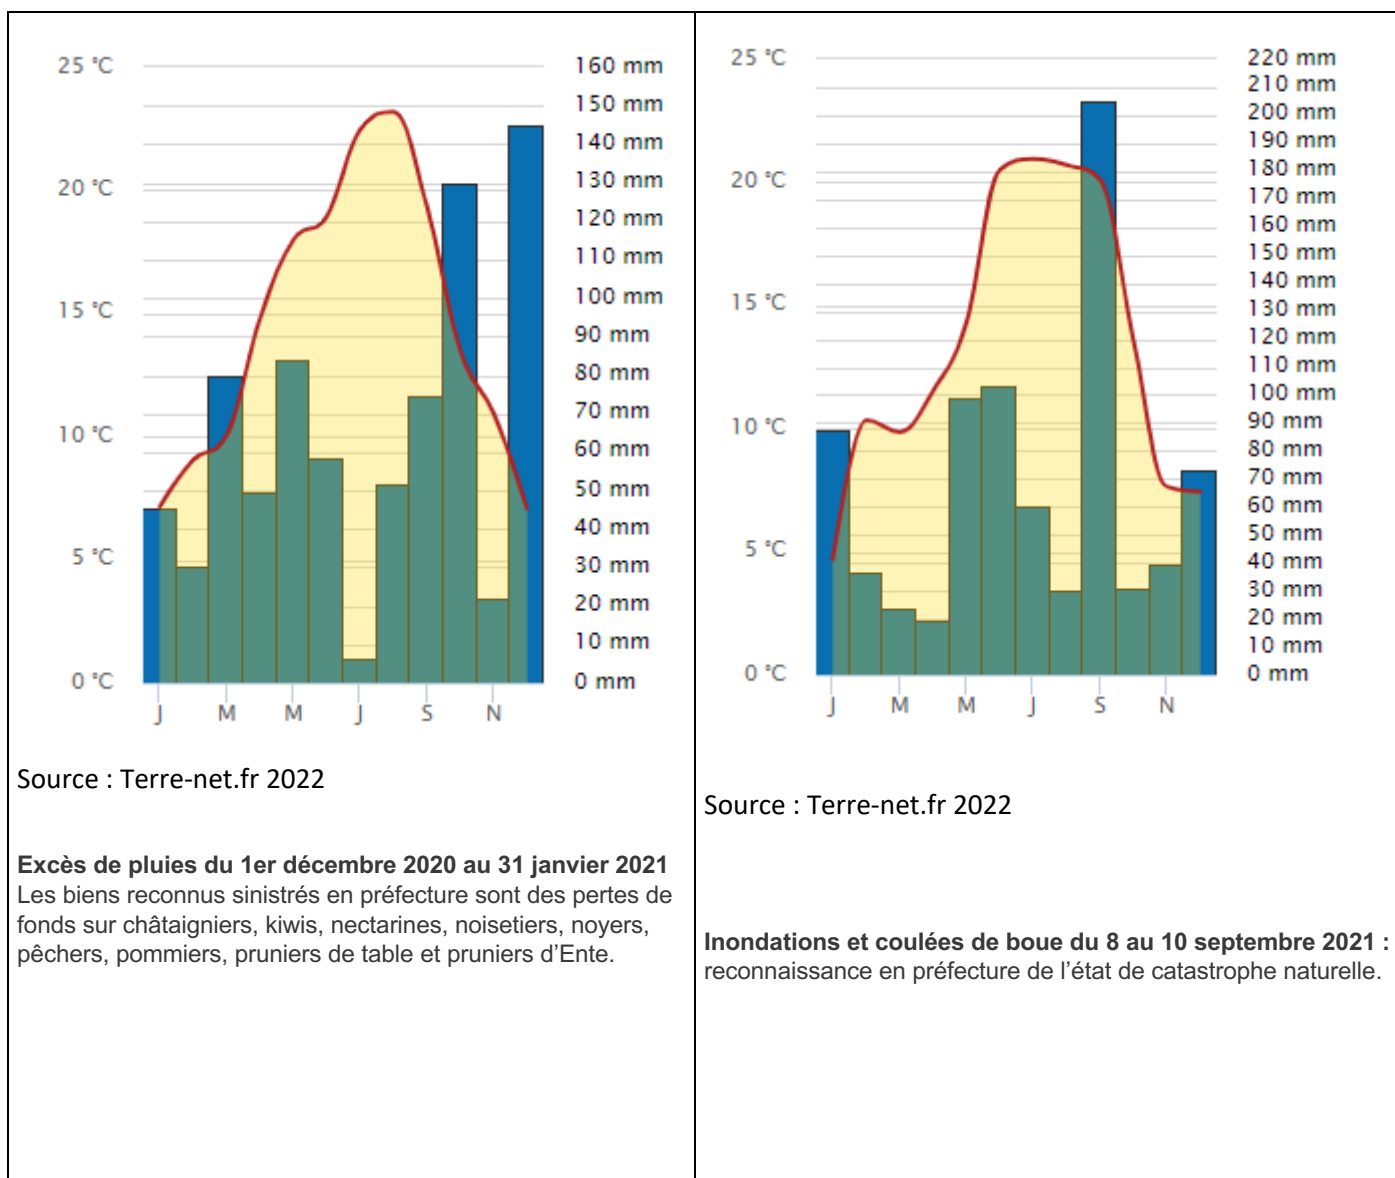 25 °C
20 °C
15 °C
10 °C
5 °C
0 °C
160 mm
150 mm
140 mm
130 mm
120 mm
110 mm
100 mm
90 mm
80 mm
70 mm
60 mm
50 mm
40 mm
30 mm
20 mm
10 mm
0 mm
J M M J S N
Source : Terre-net.fr 2022
Excès de pluies du 1er décembre 2020 au 31 janvier 2021
Les biens reconnus sinistrés en préfecture sont des pertes de
fonds sur châtaigniers, kiwis, nectarines, noisetiers, noyers,
pêchers, pommiers, pruniers de table et pruniers d’Ente.
25 °C
20 °C
15 °C
10 °C
5 °C
0 °C
220 mm
210 mm
200 mm
190 mm
180 mm
170 mm
160 mm
150 mm
140 mm
130 mm
120 mm
110 mm
100 mm
90 mm
80 mm
70 mm
60 mm
50 mm
40 mm
30 mm
20 mm
10 mm
0 mm
J M M J S N
Source : Terre-net.fr 2022
Inondations et coulées de boue du 8 au 10 septembre 2021 :
reconnaissance en préfecture de l’état de catastrophe naturelle.